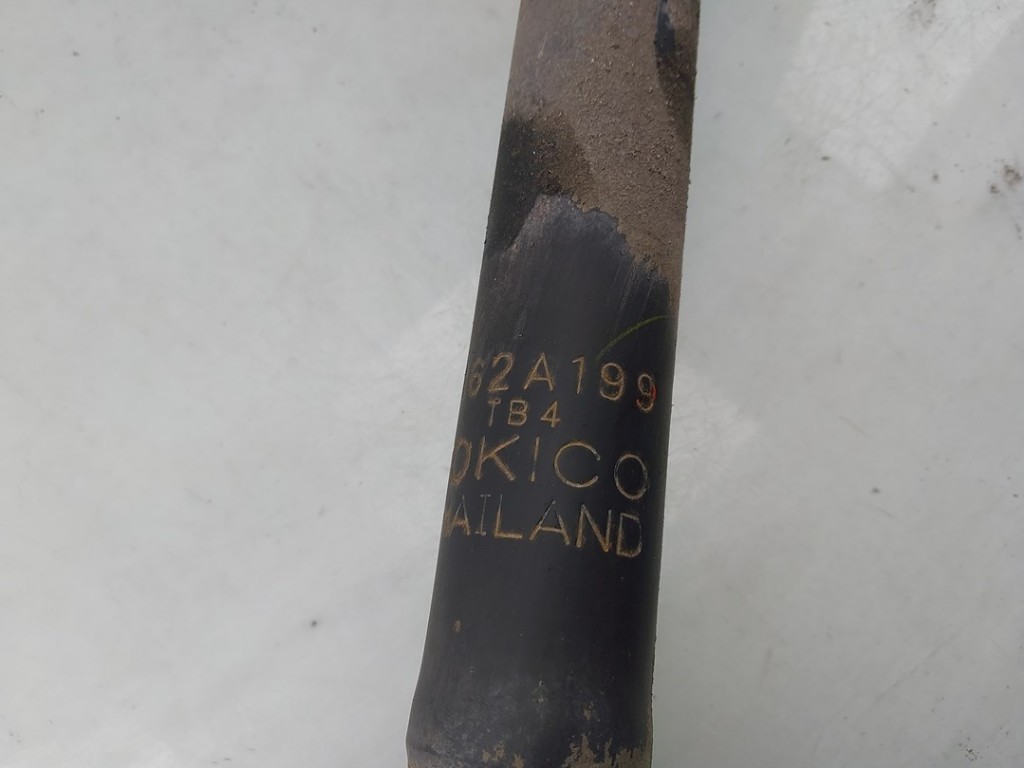 62A199
TB4
OKICO
AILAND